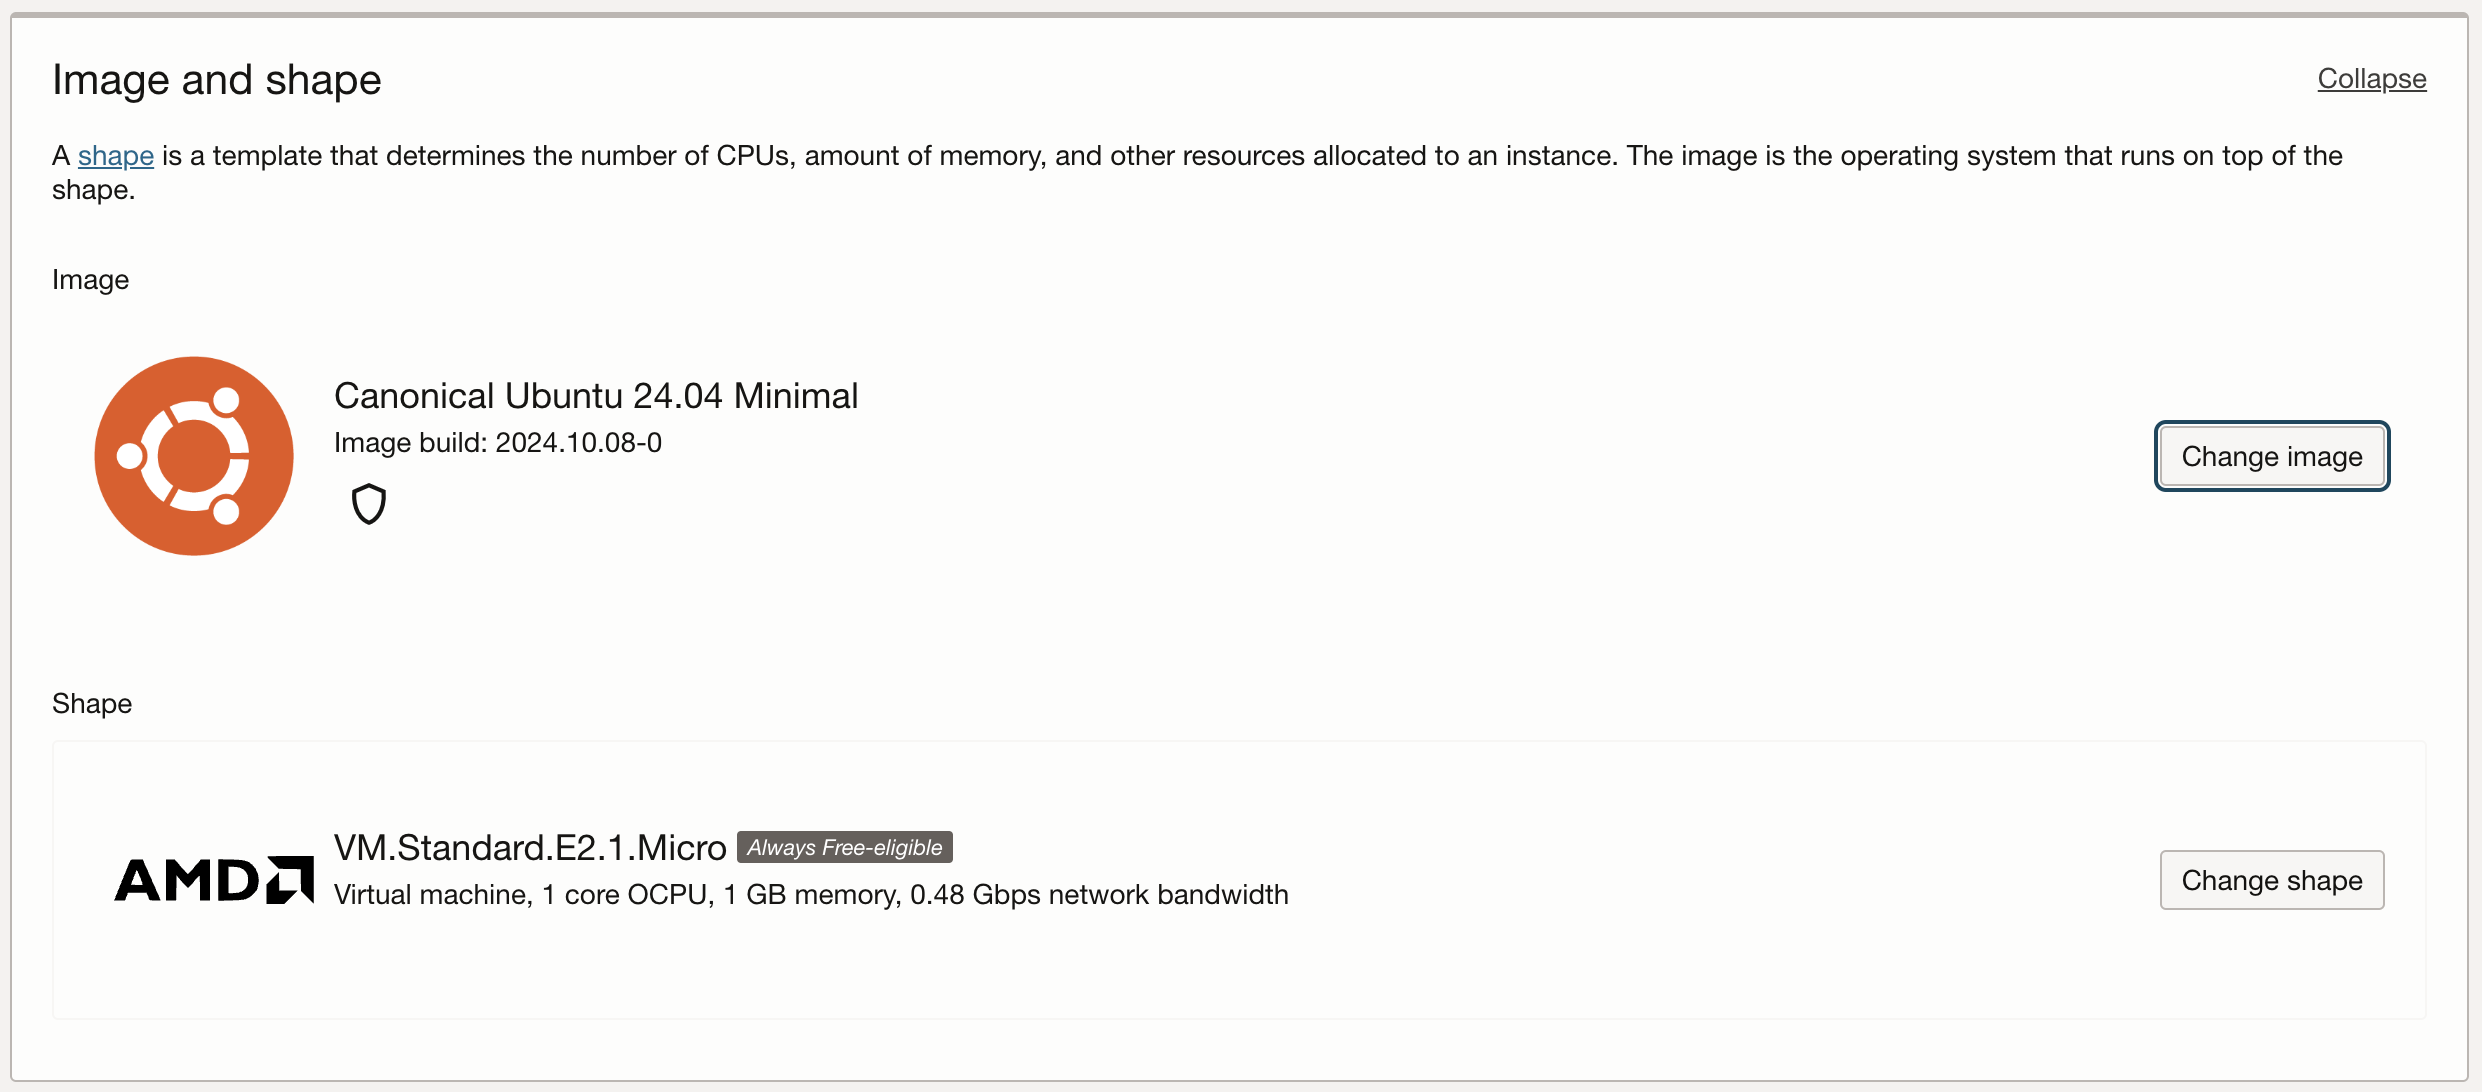 Image and shape
Collapse
A shape is a template that determines the number of CPUs, amount of memory, and other resources allocated to an instance. The image is the operating system that runs on top of the
shape.
Image
Canonical Ubuntu 24.04 Minimal
Image build: 2024.10.08-0
Change image
Shape
AMD
VM.Standard.E2.1.Micro Always Free-eligible
Virtual machine, 1 core OCPU, 1 GB memory, 0.48 Gbps network bandwidth
Change shape